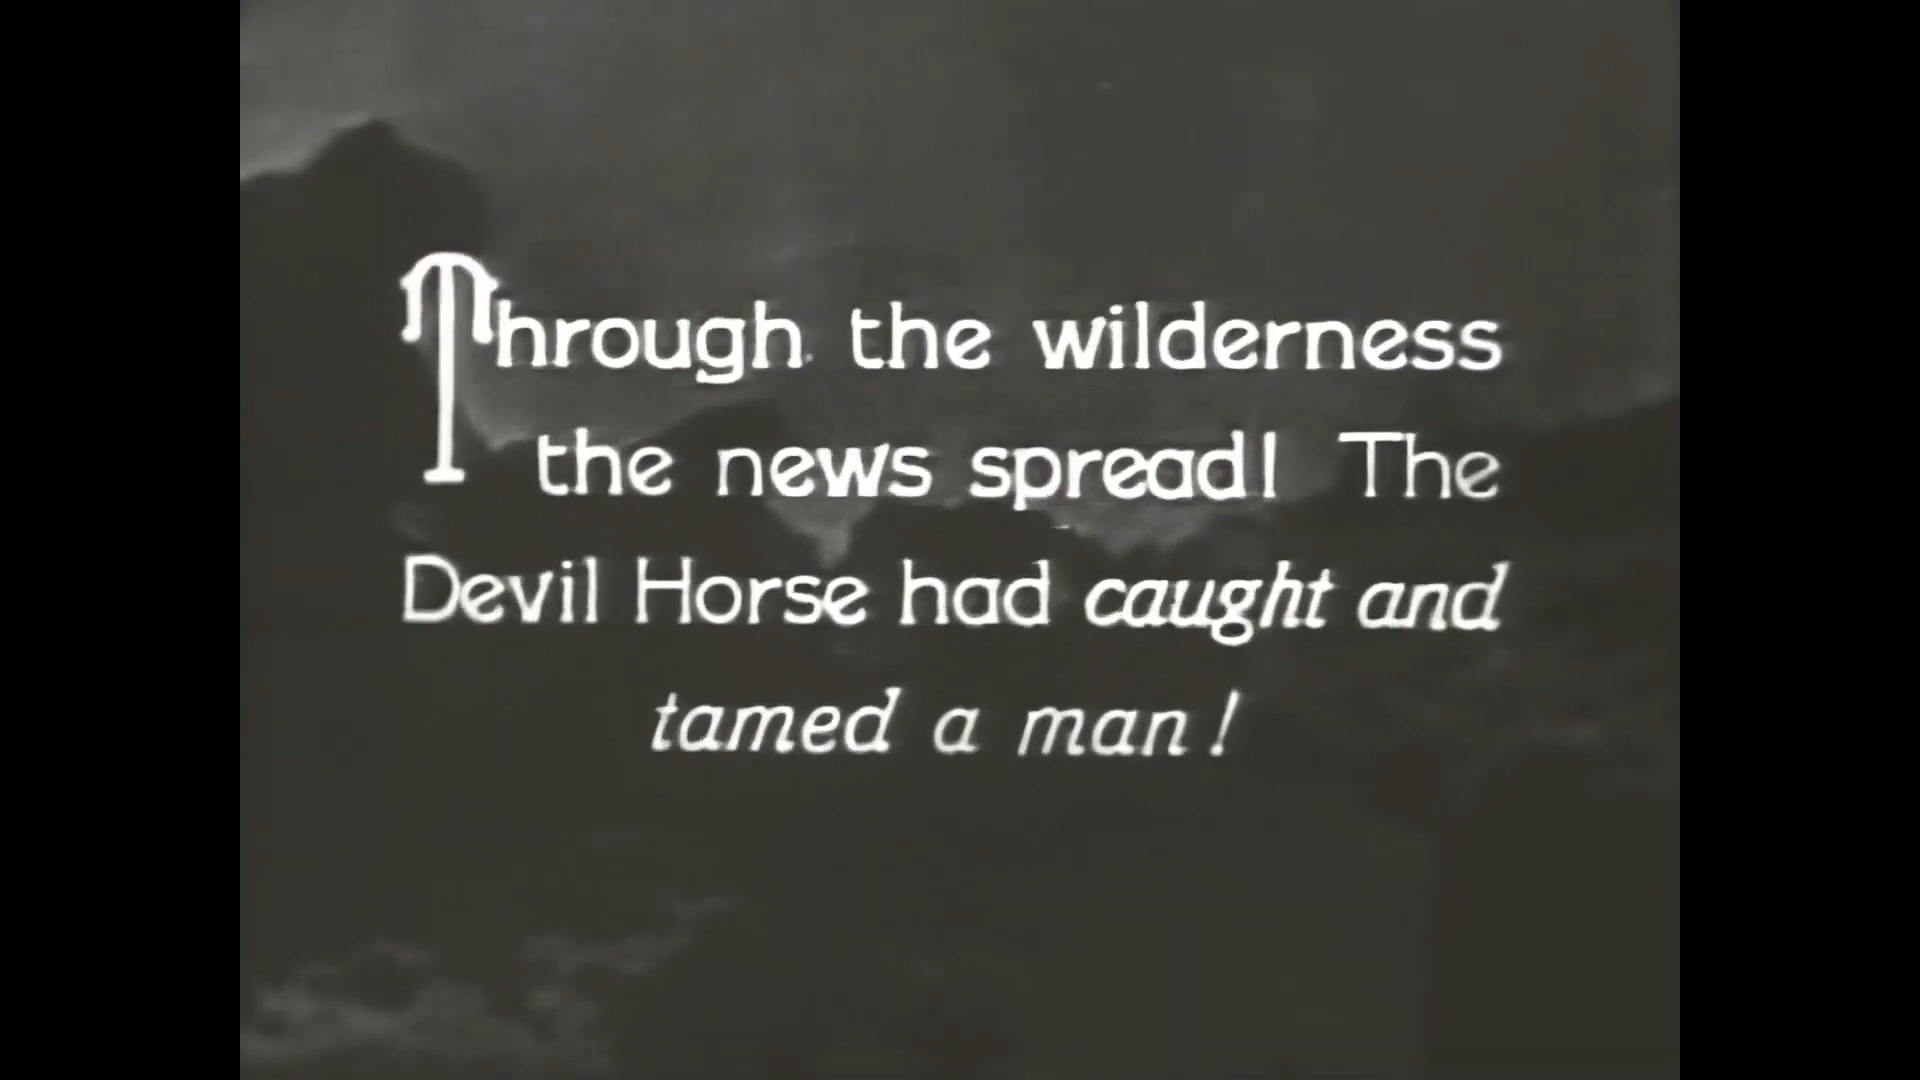 Through the wilderness
the news spread! The
Devil Horse had caught and
tamed a man!